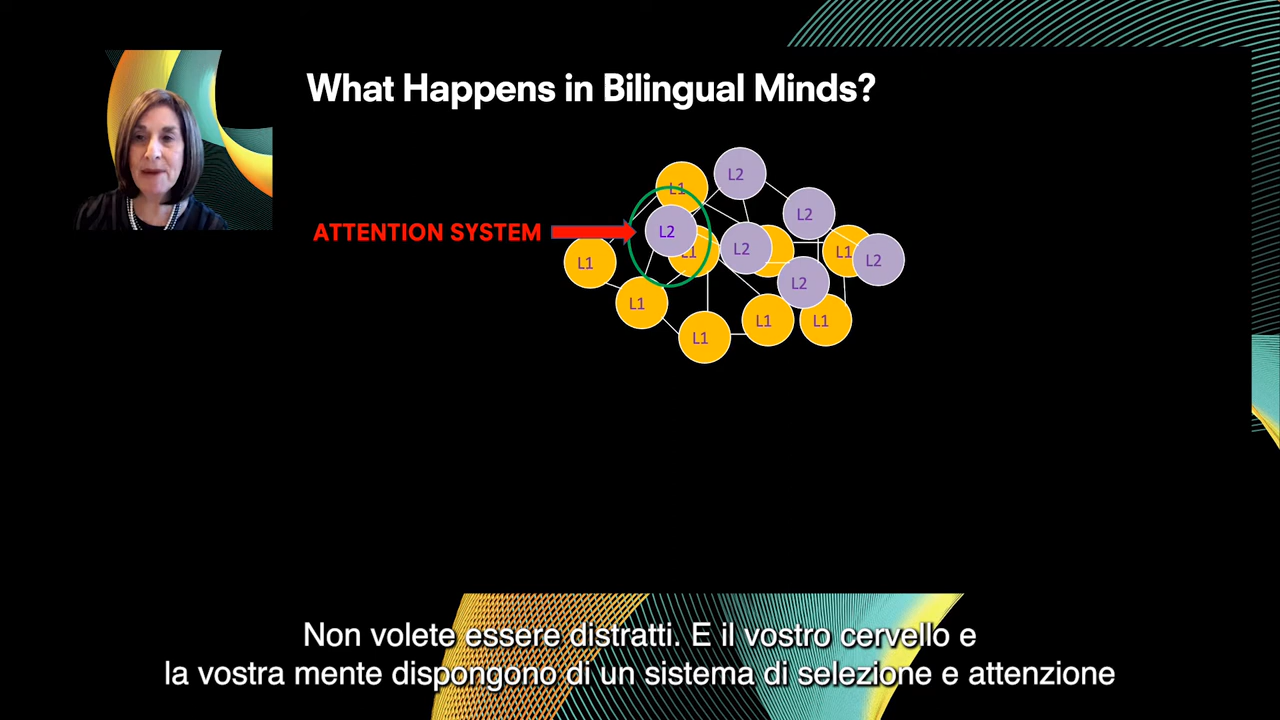 What Happens in Bilingual Minds?
L2
L1
L2
ATTENTION SYSTEM
L2
L2
L1
L1
L2
L1
L2
L1
L1
L1
L1
Non volete essere distratti. E il vostro cervello e
la vostra mente dispongono di un sistema di selezione e attenzione